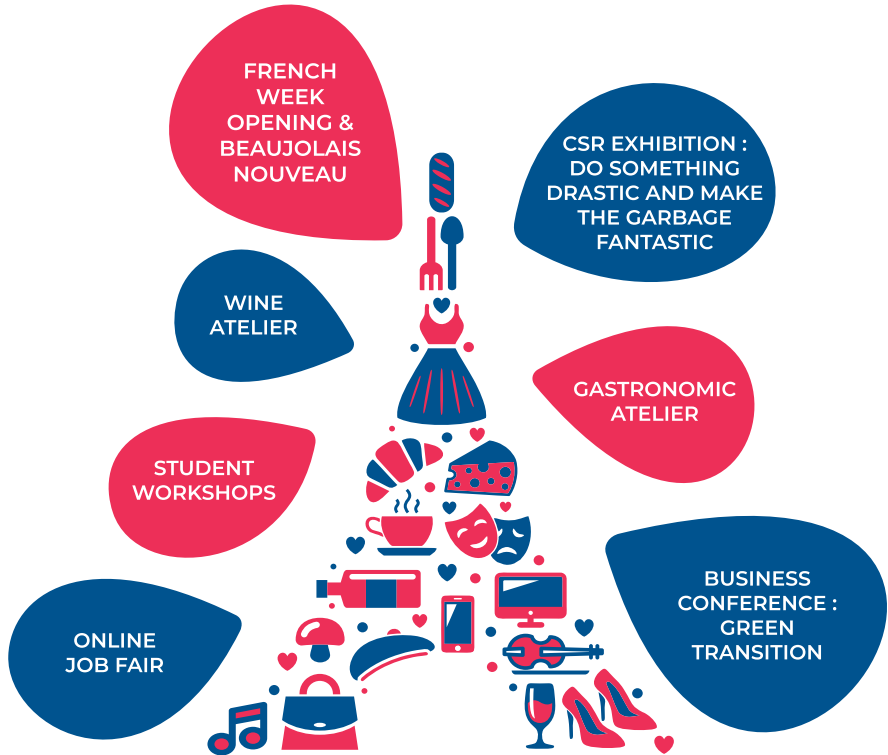 FRENCH
WEEK
OPENING &
BEAUJOLAIS
NOUVEAU
CSR EXHIBITION :
DO SOMETHING
DRASTIC AND MAKE
THE GARBAGE
FANTASTIC
WINE
ATELIER
GASTRONOMIC
ATELIER
STUDENT
WORKSHOPS
BUSINESS
CONFERENCE :
GREEN
TRANSITION
ONLINE
JOB FAIR